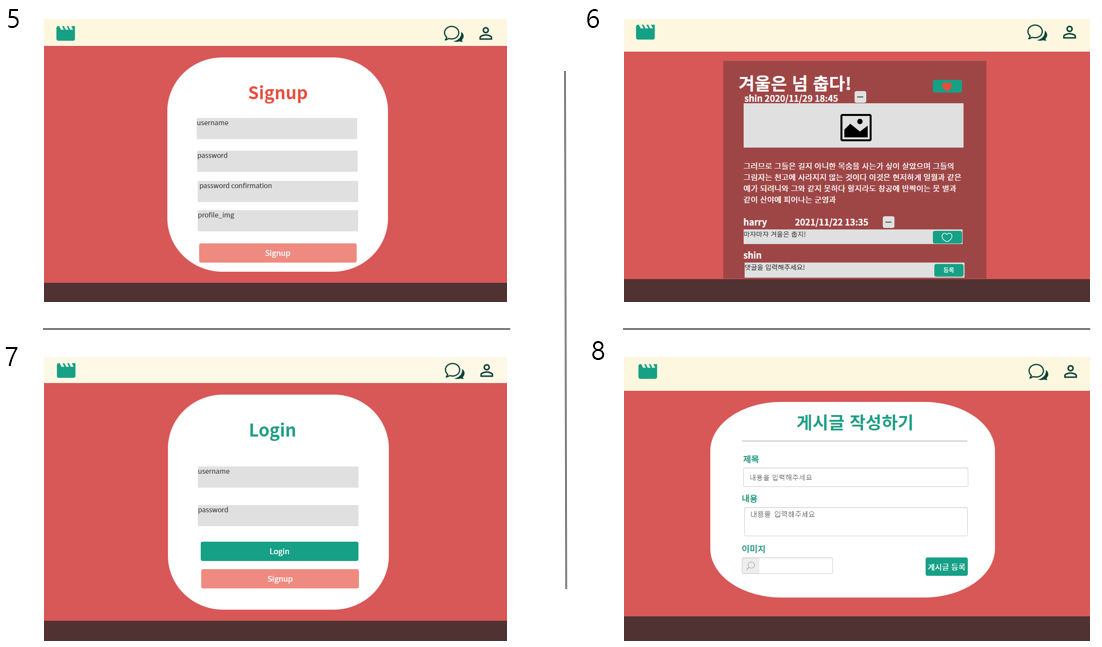 5
Signup
username
password
password confirmation
profile_img
Signup
6
겨울은 넘 춥다!
shin 2020/11/29 18:45
그러므로 그들은 길지 아니한 목숨을 사는가 싶이 살았으며 그들의
그림자는 천고에 사라지지 않는 것이다 이것은 현저하게 일월과 같은
예가 되려니와 그와 같지 못하다 할지라도 창공에 반짝이는 뭇 별과
같이 산야에 피어나는 군영과
harry 2021/11/22 13:35
마자마자 겨울은 춥지!
shin
댓글을 입력해주세요!
등록
7
Login
username
password
Login
Signup
8
게시글 작성하기
제목
내용을 입력해주세요
내용
내용을 입력해주세요
이미지
게시글 등록